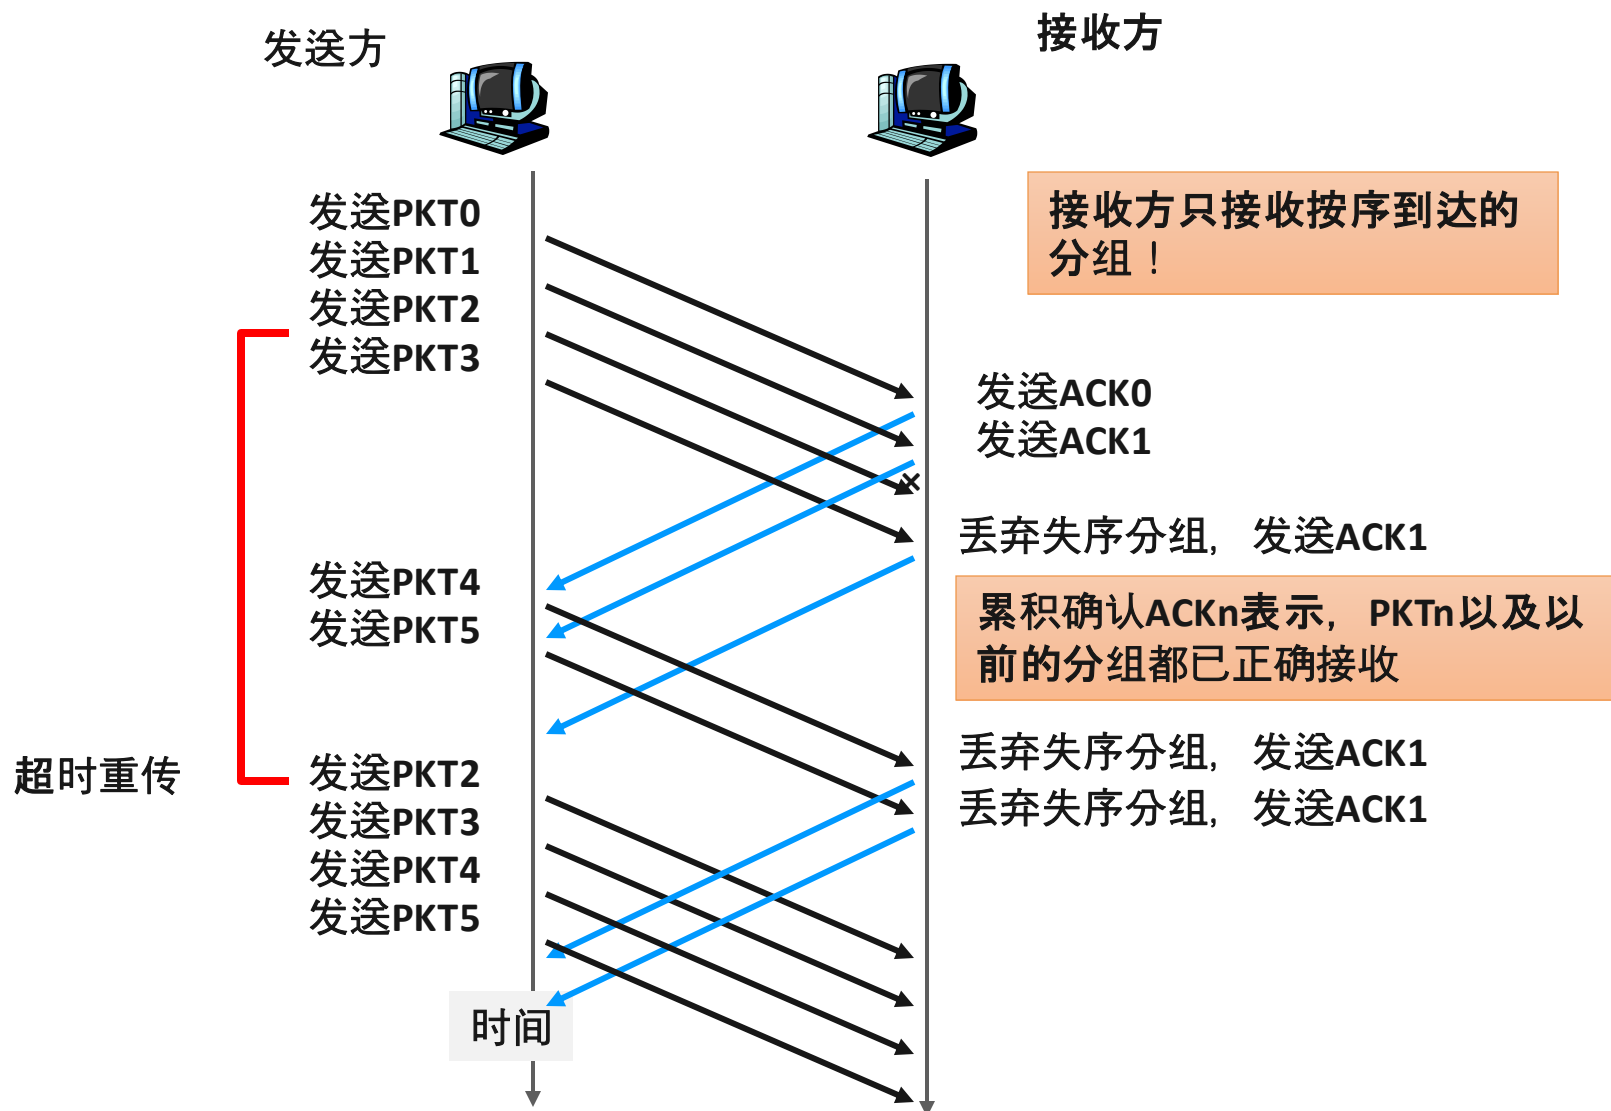 发送方
接收方
发送PKT0
发送PKT1
发送PKT2
发送PKT3
接收方只接收按序到达的
分组！
发送ACK0
发送ACK1
丢弃失序分组，发送ACK1
发送PKT4
发送PKT5
累积确认ACKn表示，PKTn以及以
前的分组都已正确接收
丢弃失序分组，发送ACK1
丢弃失序分组，发送ACK1
超时重传
发送PKT2
发送PKT3
发送PKT4
发送PKT5
时间